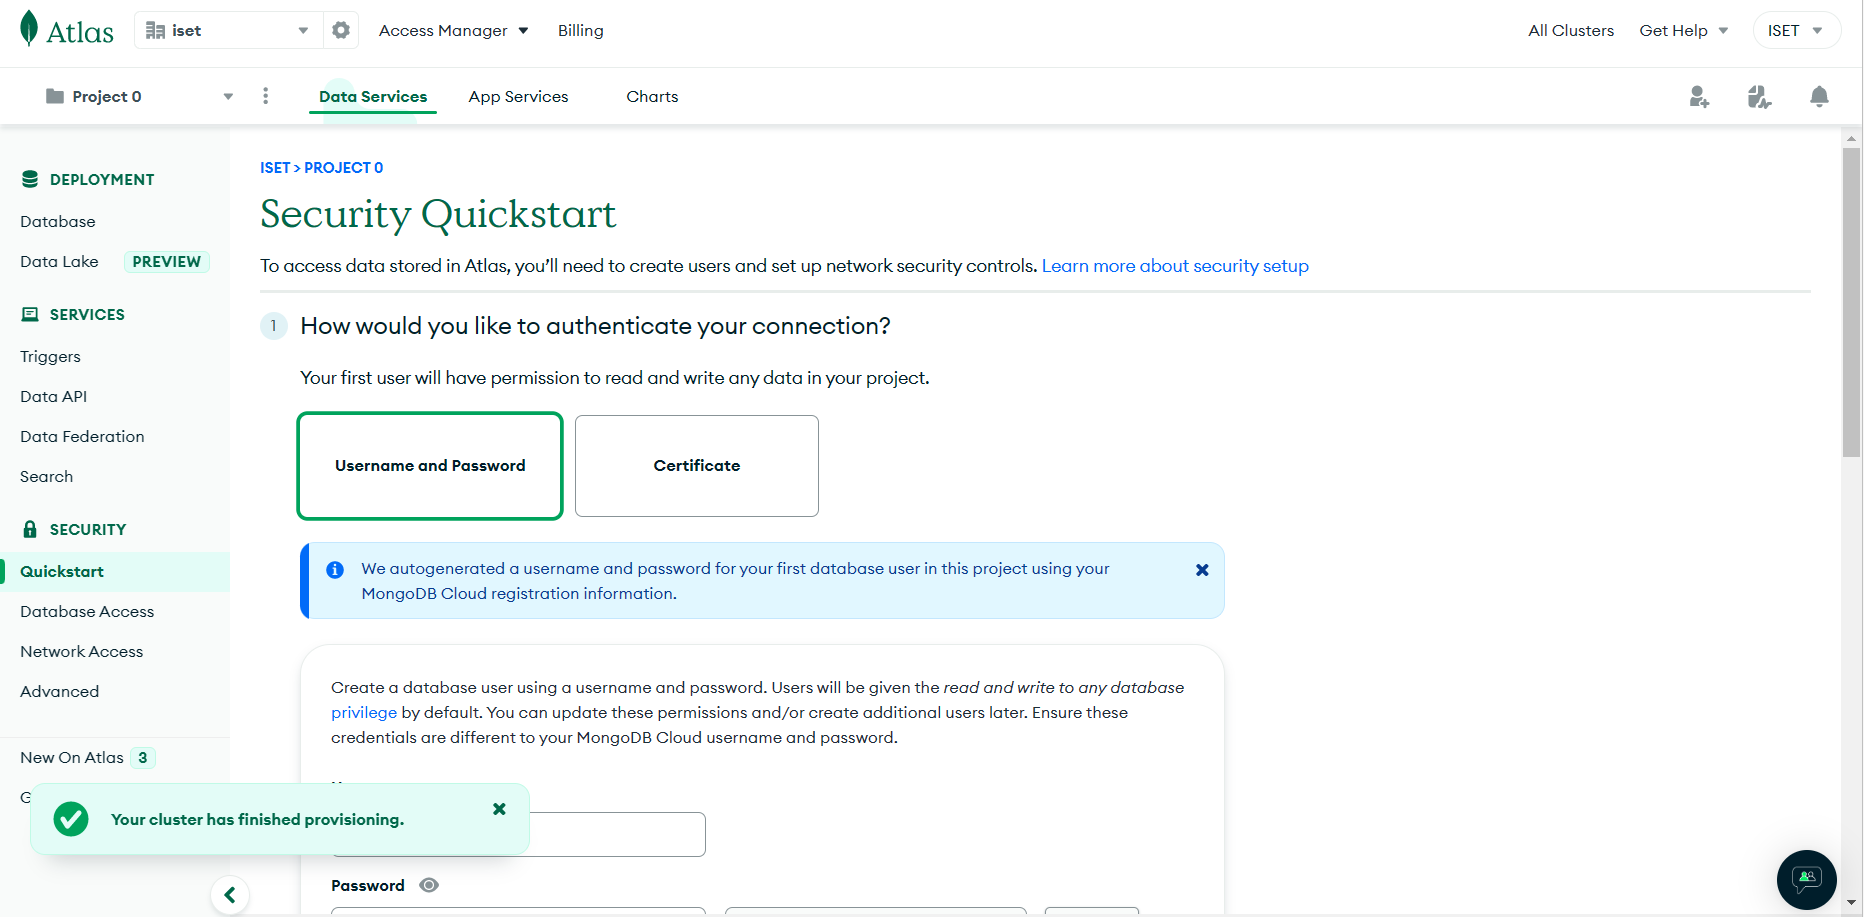 Atlas
iset
Access Manager
Billing
All Clusters
Get Help
ISET
Project 0
Data Services
App Services
Charts
DEPLOYMENT
Database
Data Lake PREVIEW
SERVICES
Triggers
Data API
Data Federation
Search
SECURITY
Quickstart
Database Access
Network Access
Advanced
New On Atlas 3
G
ISET > PROJECT 0
Security Quickstart
To access data stored in Atlas, you’ll need to create users and set up network security controls. Learn more about security setup
1 How would you like to authenticate your connection?
Your first user will have permission to read and write any data in your project.
Username and Password
Certificate
We autogenerated a username and password for your first database user in this project using your
MongoDB Cloud registration information.
Create a database user using a username and password. Users will be given the read and write to any database
privilege by default. You can update these permissions and/or create additional users later. Ensure these
credentials are different to your MongoDB Cloud username and password.
Your cluster has finished provisioning.
Password